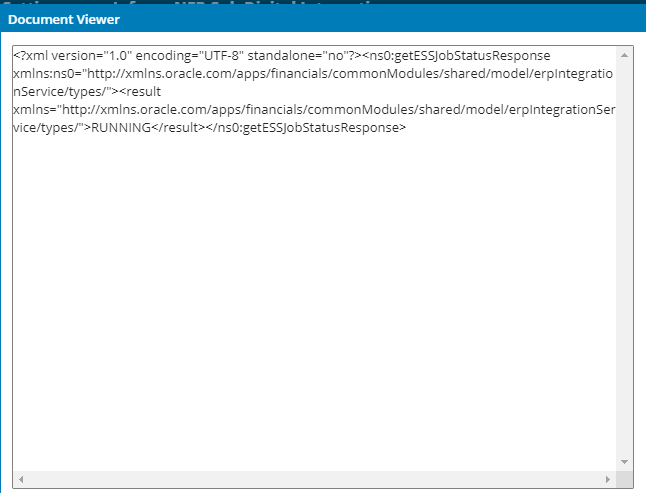 Document Viewer
<?xml version="1.0" encoding="UTF-8" standalone="no"?><ns0:getESSJobStatusResponse
xmlns:ns0="http://xmlns.oracle.com/apps/financials/commonModules/shared/model/erpIntegratio
nService/types/"><result
xmlns="http://xmlns.oracle.com/apps/financials/commonModules/shared/model/erpIntegrationSer
vice/types/">RUNNING</result></ns0:getESSJobStatusResponse>